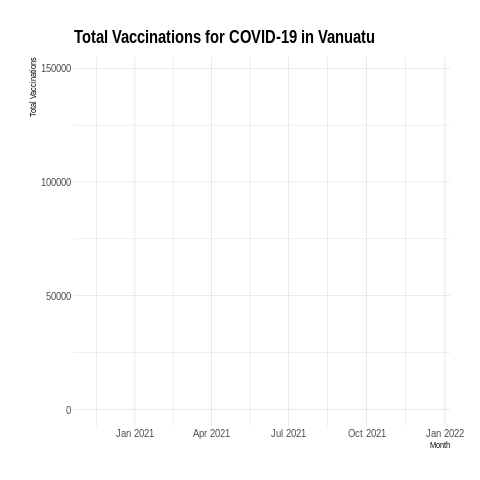 Total Vaccinations for COVID-19 in Vanuatu
Total Vaccinations
150000
100000
50000
0
Jan 2021 Apr 2021 Jul 2021 Oct 2021 Jan 2022
Month